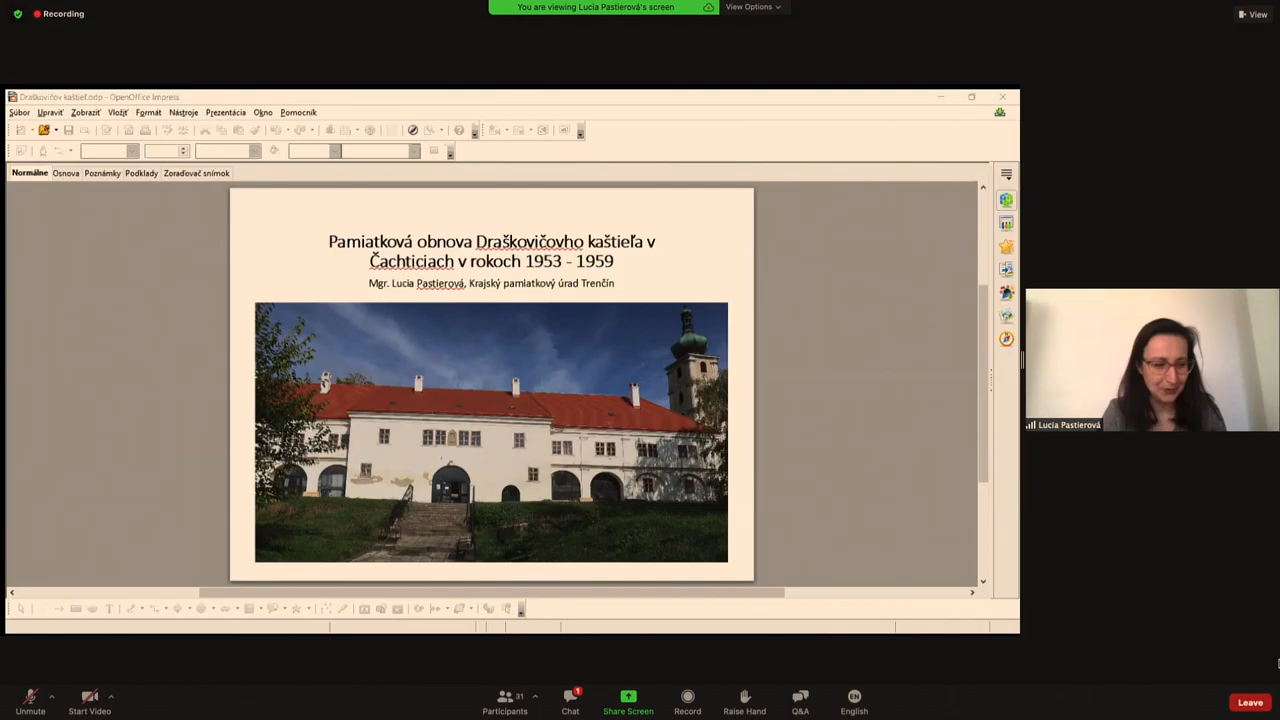 Recording
You are viewing Lucia Pastierová's screen
View Options
View
Draškovičov kaštieľ.odp - OpenOffice Impress
Súbor Upraviť Zobraziť Vložiť Formát Nástroje Prezentácia Okno Pomocník
Normálne Osnova Poznámky Podklady Zoraďovač snímok
Pamiatková obnova Draškovičovho kaštieľa v
Čachticiach v rokoch 1953 - 1959
Mgr. Lucia Pastierová, Krajský pamiatkový úrad Trenčín
Lucia Pastierová
Unmute
Start Video
31
Participants
1
Chat
Share Screen
Record
Raise Hand
Q&A
EN
English
Leave